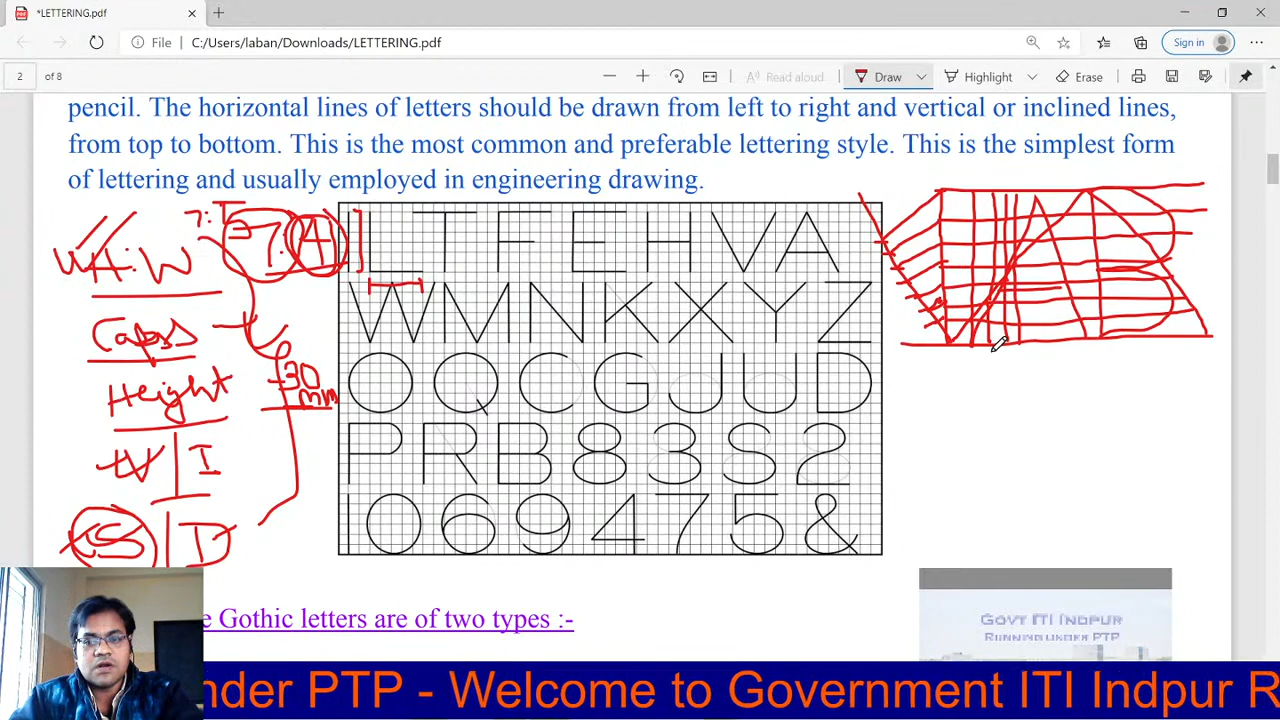 *LETTERING.pdf
File C:/Users/laban/Downloads/LETTERING.pdf Sign in
2 of 8 Read aloud Draw Highlight Erase
pencil. The horizontal lines of letters should be drawn from left to right and vertical or inclined lines,
from top to bottom. This is the most common and preferable lettering style. This is the simplest form
of lettering and usually employed in engineering drawing.
7:
7:4
H:W
Caps
Height
30
mm
W I
S D
I L T F E H V A
W M N K X Y Z
O Q C G J U D
P R B 8 3 S 2
1 0 6 9 4 7 5 &
e Gothic letters are of two types :-
GOVT ITI INDPUR
RUNNING UNDER PTP
nder PTP - Welcome to Government ITI Indpur R